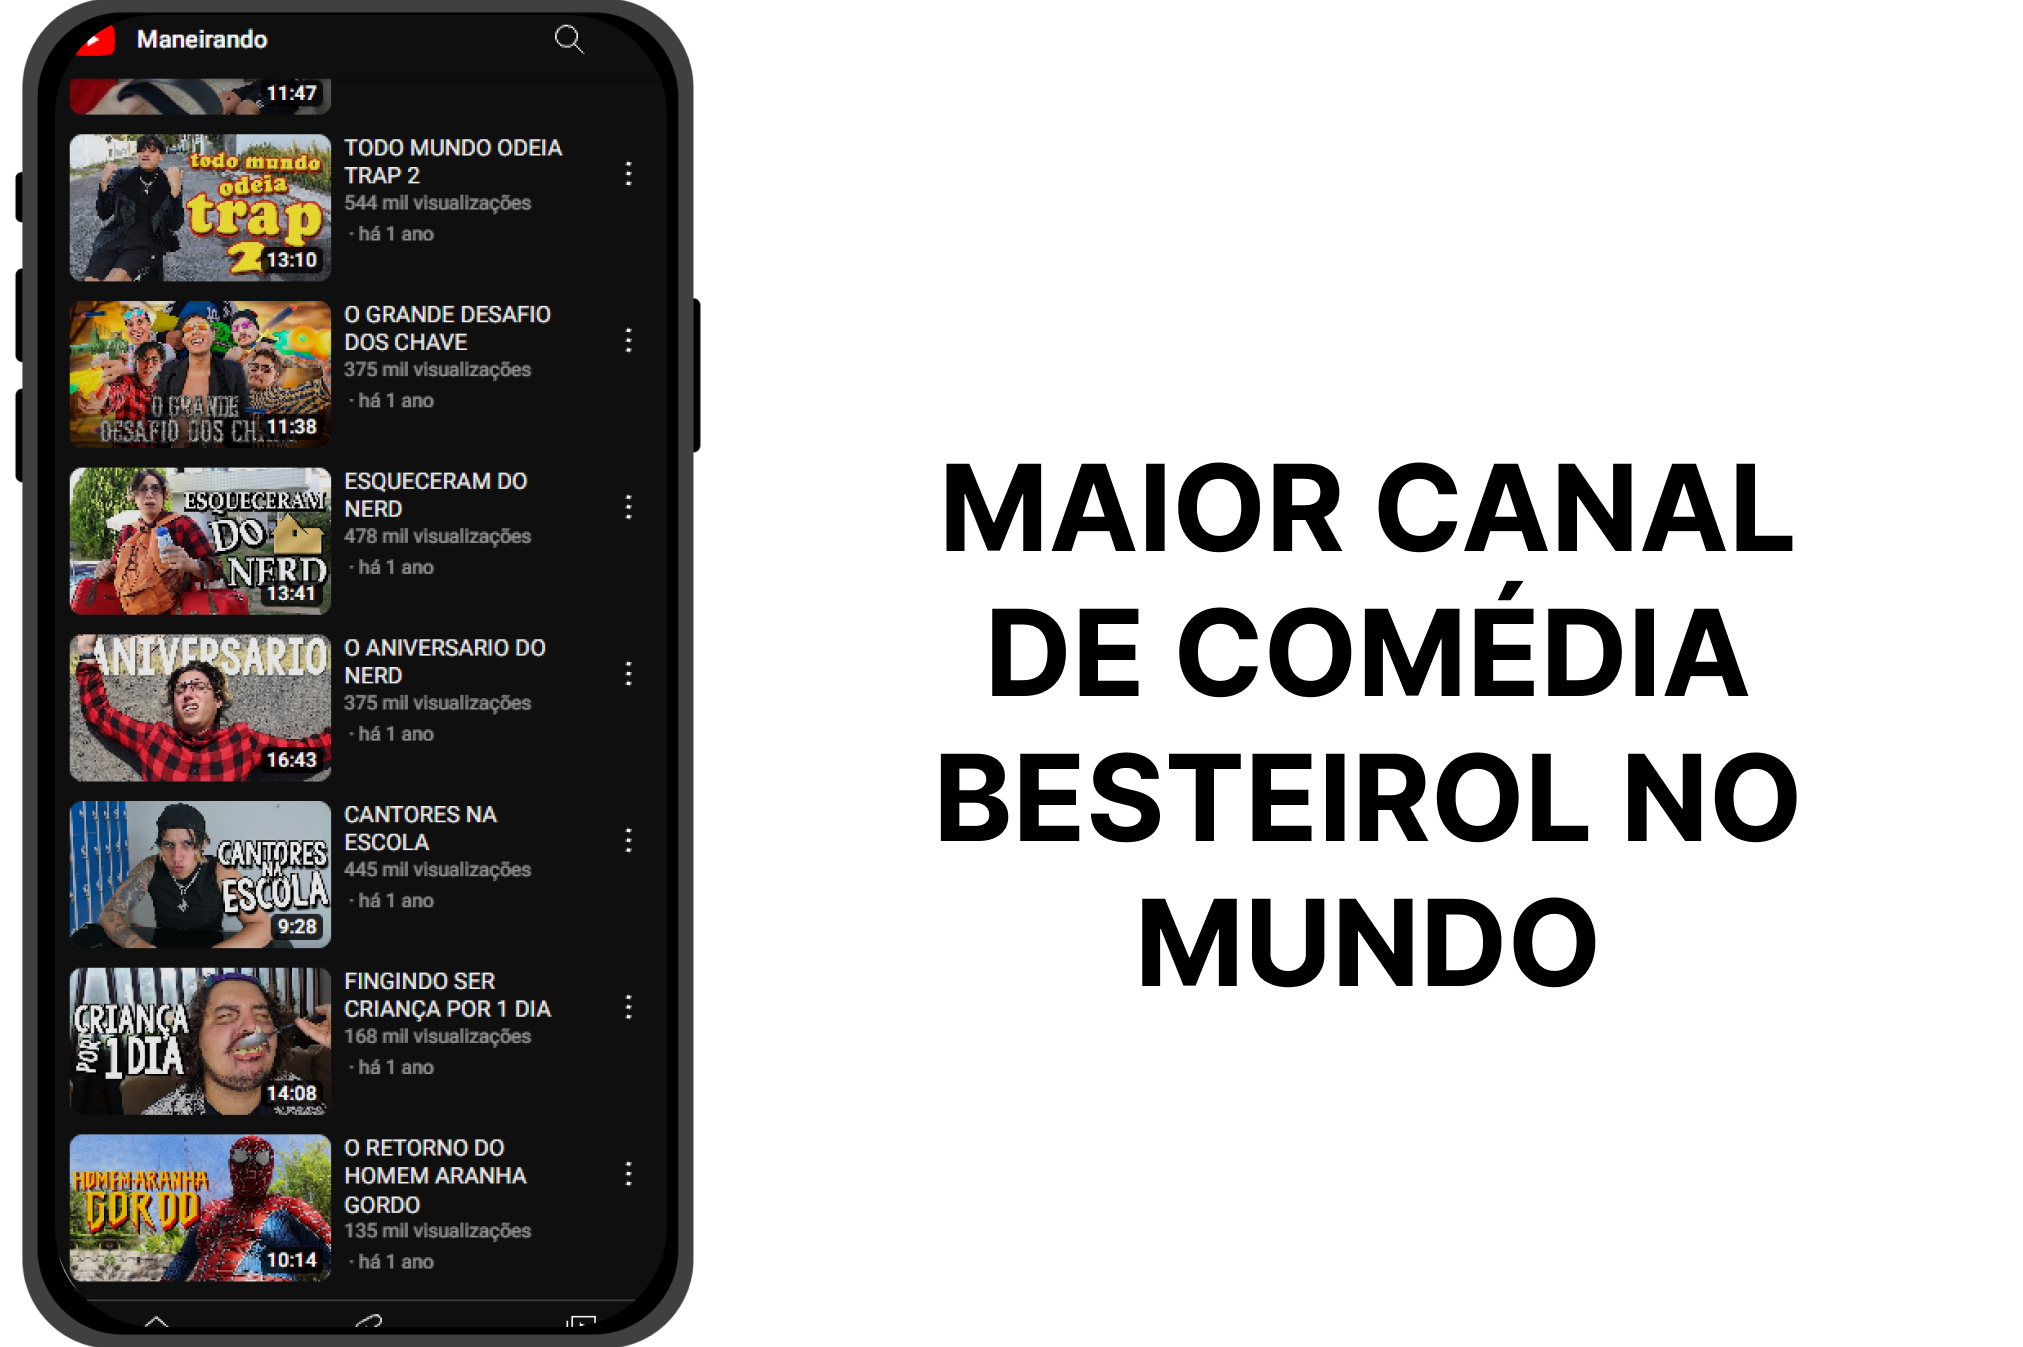 Maneirando
11:47
todo mundo
odeia
trap
2
13:10
TODO MUNDO ODEIA
TRAP 2
544 mil visualizações
· há 1 ano
O GRANDE
DESAFIO DOS
11:38
O GRANDE DESAFIO
DOS CHAVE
375 mil visualizações
· há 1 ano
ESQUECERAM
DO
NERD
13:41
ESQUECERAM DO
NERD
478 mil visualizações
· há 1 ano
ANIVERSARIO
16:43
O ANIVERSARIO DO
NERD
375 mil visualizações
· há 1 ano
CANTORES
NA
ESCOLA
9:28
CANTORES NA
ESCOLA
445 mil visualizações
· há 1 ano
CRIANÇA
POR 1 DIA
14:08
FINGINDO SER
CRIANÇA POR 1 DIA
168 mil visualizações
· há 1 ano
HOMEM-ARANHA
GORDO
10:14
O RETORNO DO
HOMEM ARANHA
GORDO
135 mil visualizações
· há 1 ano
MAIOR CANAL
DE COMÉDIA
BESTEIROL NO
MUNDO